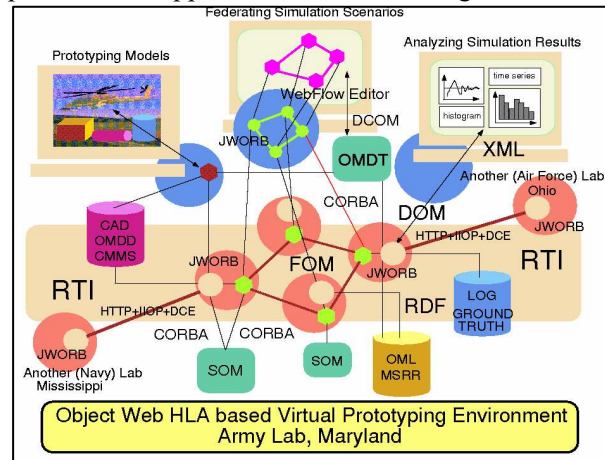 Federating Simulation Scenarios
Prototyping Models
Analyzing Simulation Results
time series
histogram
WebFlow Editor
DCOM
JWORB
OMDT
XML
Another (Air Force) Lab
Ohio
CORBA
DOM
JWORB
CAD
OMDD
CMMS
HTTP+IIOP+DCE
JWORB
FOM
JWORB
RTI
RTI
LOG
GROUND
TRUTH
RDF
HTTP+IIOP+DCE
CORBA
CORBA
JWORB
Another (Navy) Lab
Mississippi
SOM
SOM
OML
MSRR
Object Web HLA based Virtual Prototyping Environment
Army Lab, Maryland